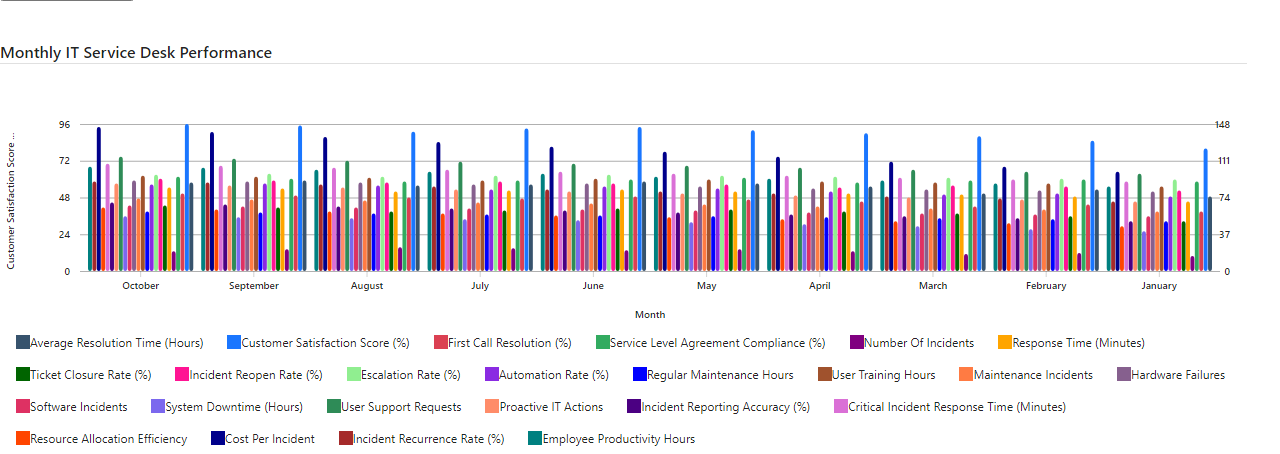 Monthly IT Service Desk Performance
Customer Satisfaction Score ...
96
72
48
24
0
148
111
74
37
0
October September August July June May April March February January
Month
Average Resolution Time (Hours) Customer Satisfaction Score (%) First Call Resolution (%) Service Level Agreement Compliance (%) Number Of Incidents Response Time (Minutes)
Ticket Closure Rate (%) Incident Reopen Rate (%) Escalation Rate (%) Automation Rate (%) Regular Maintenance Hours User Training Hours Maintenance Incidents Hardware Failures
Software Incidents System Downtime (Hours) User Support Requests Proactive IT Actions Incident Reporting Accuracy (%) Critical Incident Response Time (Minutes)
Resource Allocation Efficiency Cost Per Incident Incident Recurrence Rate (%) Employee Productivity Hours